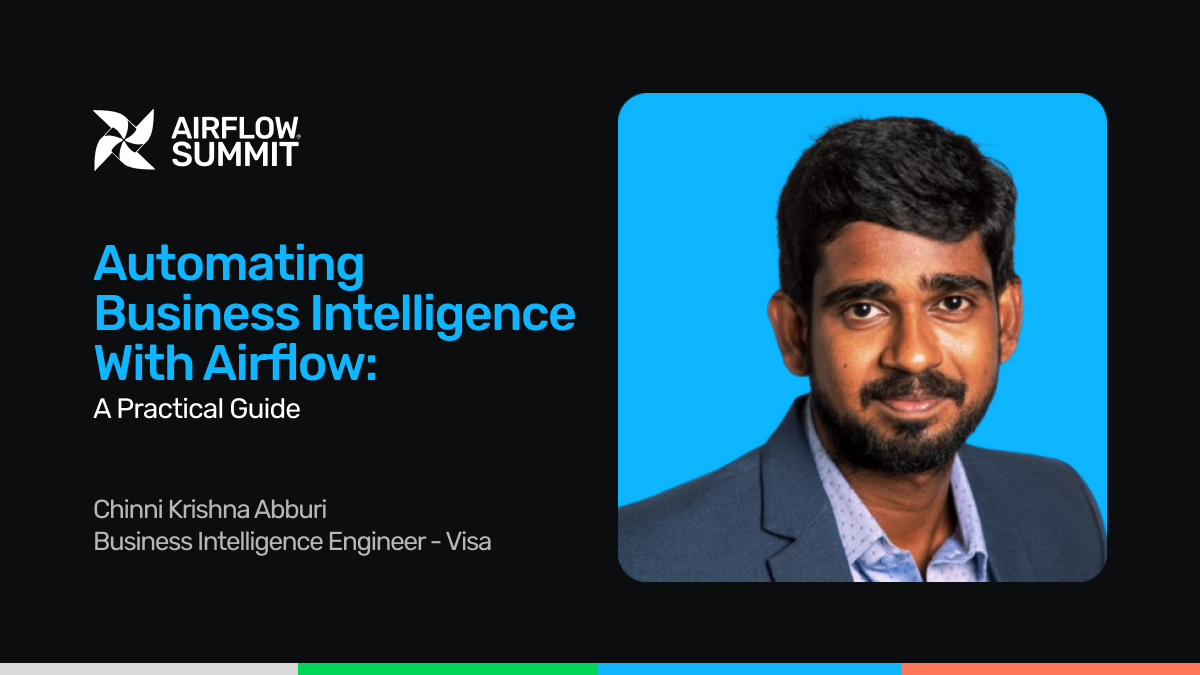 AIRFLOW
SUMMIT
Automating
Business Intelligence
With Airflow:
A Practical Guide
Chinni Krishna Abburi
Business Intelligence Engineer - Visa